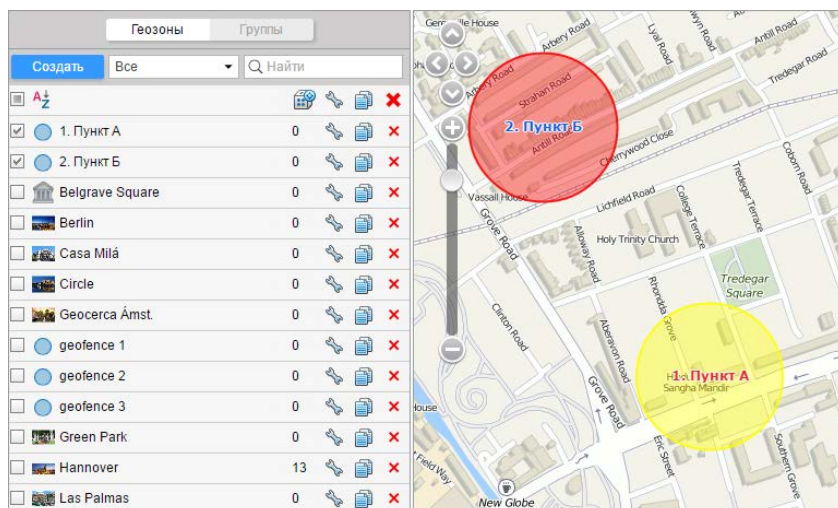 Геозоны Группы
Создать Все Найти
1. Пункт А 0
2. Пункт Б 0
Belgrave Square 0
Berlin 0
Casa Milá 0
Circle 0
Geocerca Ámst. 0
geofence 1 0
geofence 2 0
geofence 3 0
Green Park 0
Hannover 13
Las Palmas 0
Arbery Road
Lyal Road
Antill Road
Tredegar Road
Arbery Road
Strahan Road
2. Пункт Б
Antill Road
Cherrywood Close
Coborn Road
Vassall House
Lichfield Road
College Terrace
Tredegar Terrace
Grove Road
Alloway Road
Holy Trinity Church
Rhondda Grove
Tredegar
Square
Clinton Road
Aberavon Road
1. Пункт А
Sangha Mandir
Grove Road
House
Eric Street
Southern Grove
Field Way
New Globe